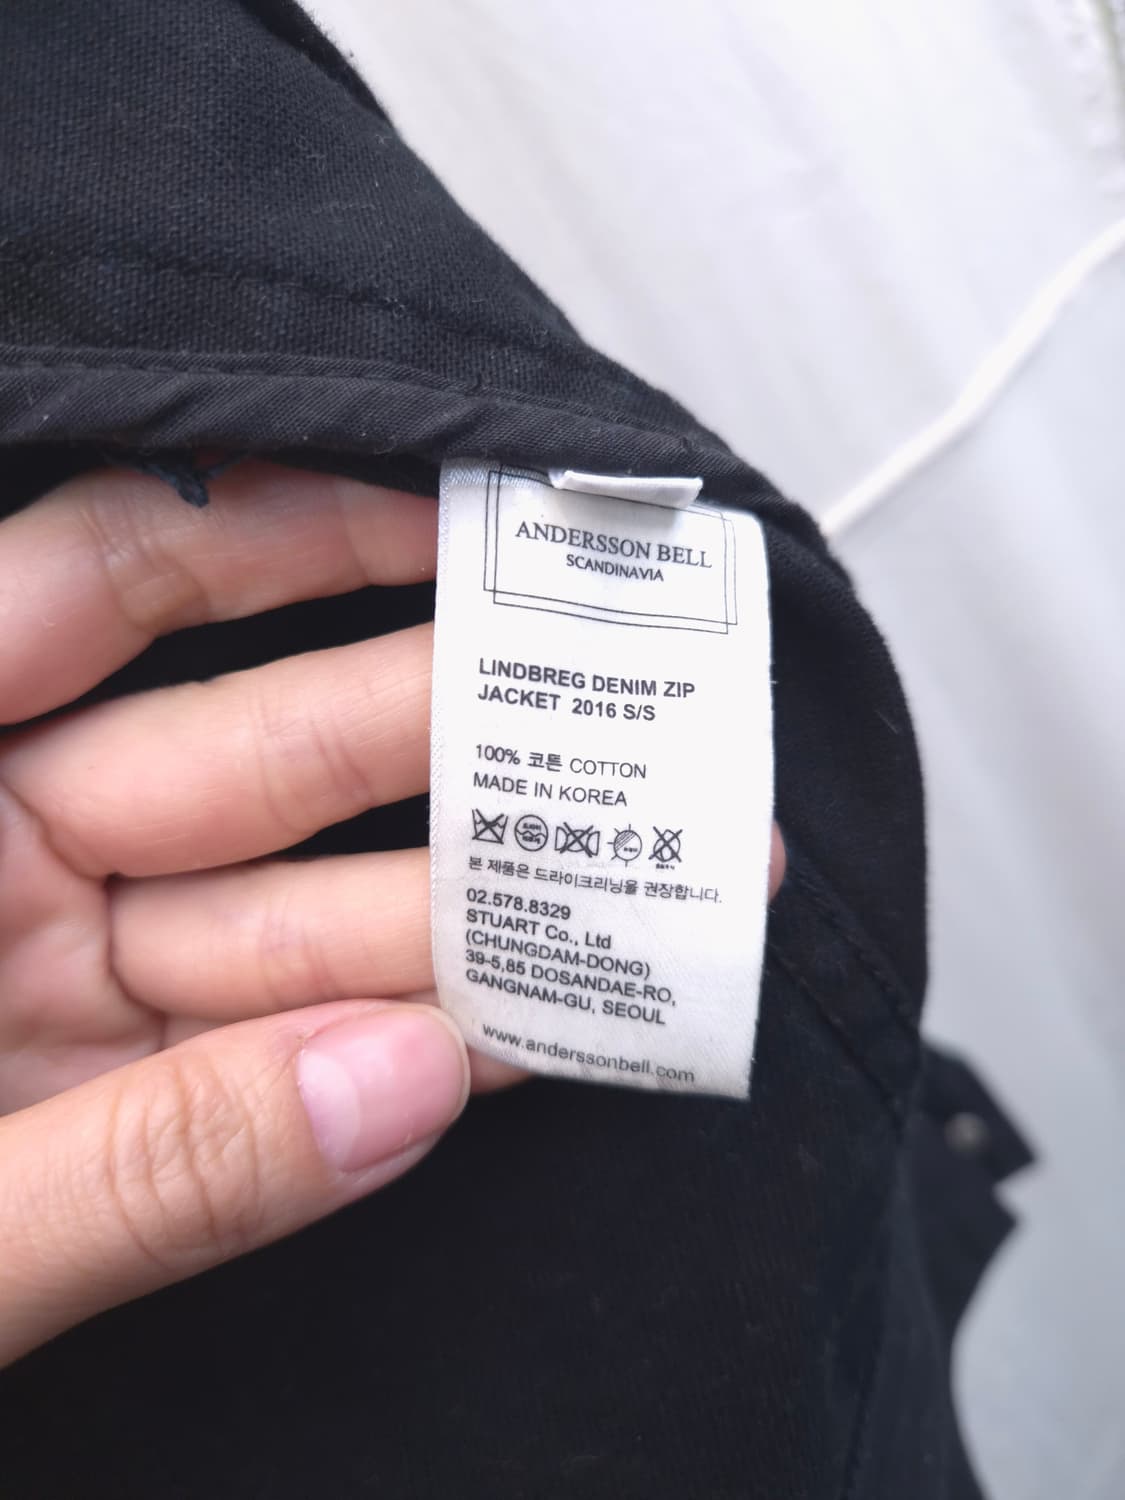 ANDERSSON BELL
SCANDINAVIA
LINDBREG DENIM ZIP
JACKET 2016 S/S
100% 코튼 COTTON
MADE IN KOREA
본 제품은 드라이크리닝을 권장합니다.
02.578.8329
STUART Co., Ltd
(CHUNGDAM-DONG)
39-5,85 DOSANDAE-RO,
GANGNAM-GU, SEOUL
www.anderssonbell.com